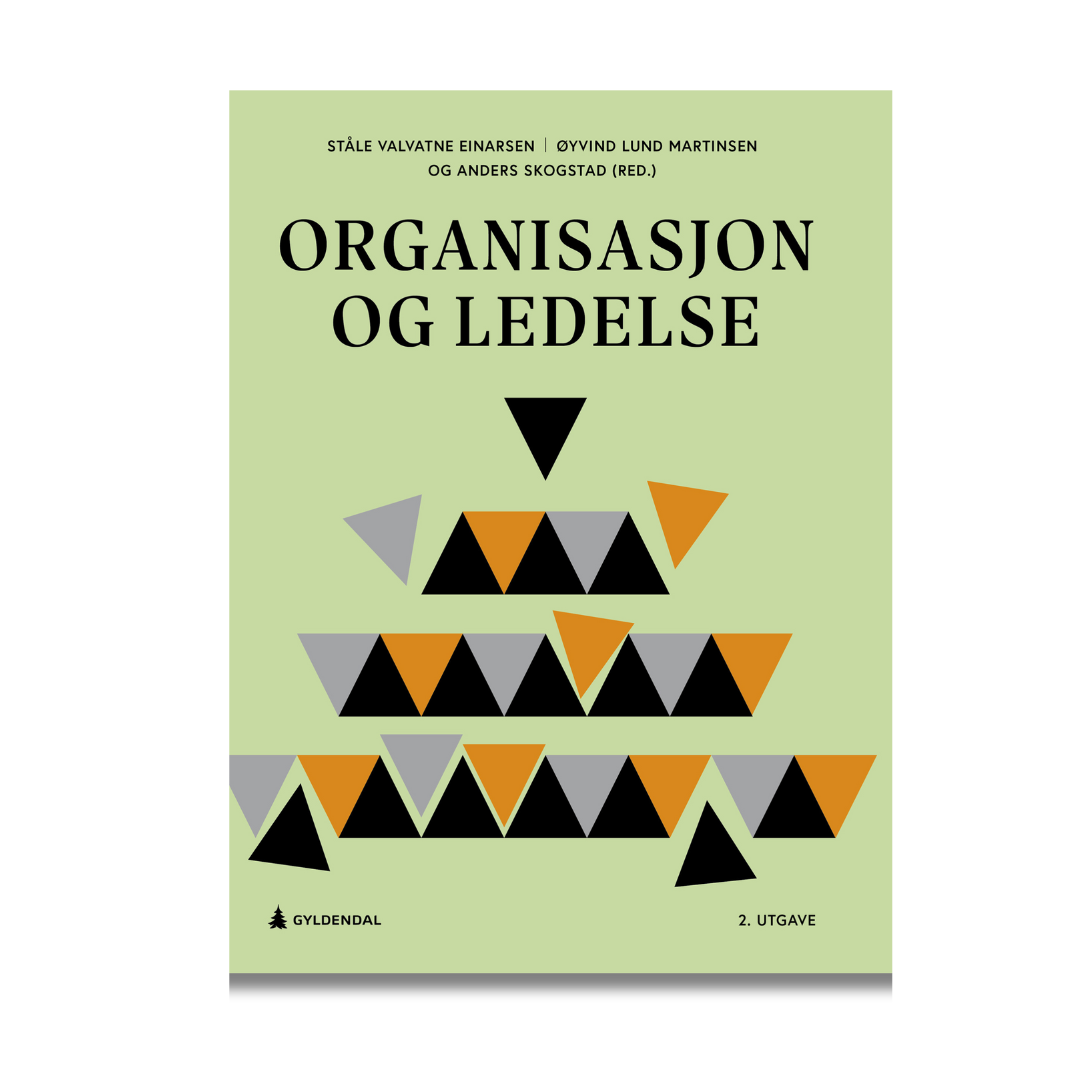 STÅLE VALVATNE EINARSEN | ØYVIND LUND MARTINSEN
OG ANDERS SKOGSTAD (RED.)
ORGANISASJON
OG LEDELSE
GYLDENDAL
2. UTGAVE